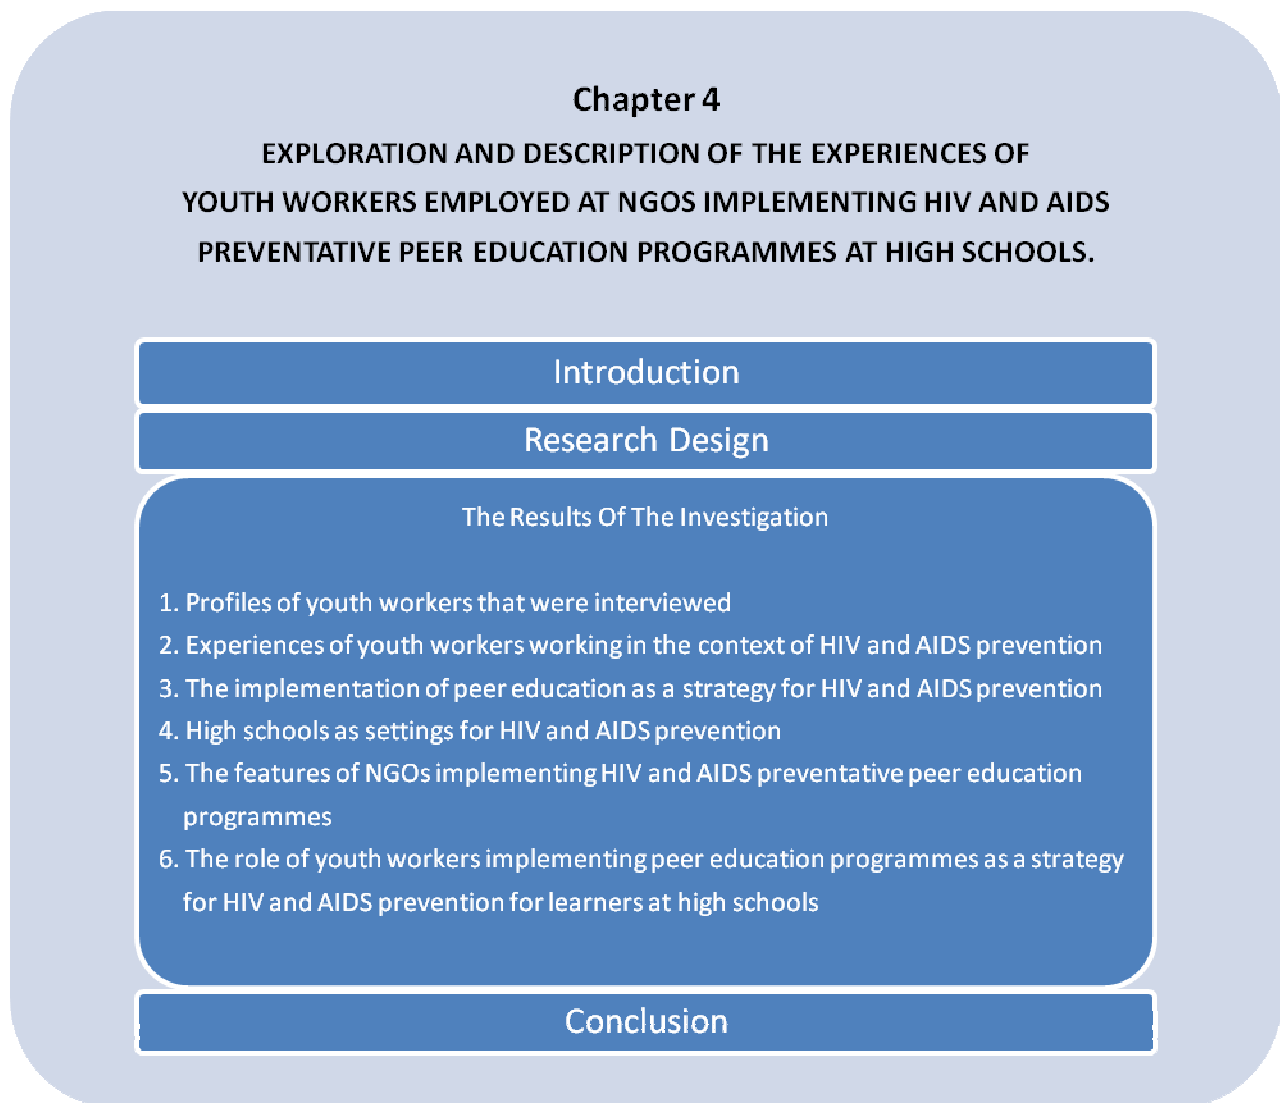 Chapter 4
EXPLORATION AND DESCRIPTION OF THE EXPERIENCES OF
YOUTH WORKERS EMPLOYED AT NGOS IMPLEMENTING HIV AND AIDS
PREVENTATIVE PEER EDUCATION PROGRAMMES AT HIGH SCHOOLS.
Introduction
Research Design
The Results Of The Investigation
1. Profiles of youth workers that were interviewed
2. Experiences of youth workers working in the context of HIV and AIDS prevention
3. The implementation of peer education as a strategy for HIV and AIDS prevention
4. High schools as settings for HIV and AIDS prevention
5. The features of NGOs implementing HIV and AIDS preventative peer education
programmes
6. The role of youth workers implementing peer education programmes as a strategy
for HIV and AIDS prevention for learners at high schools
Conclusion